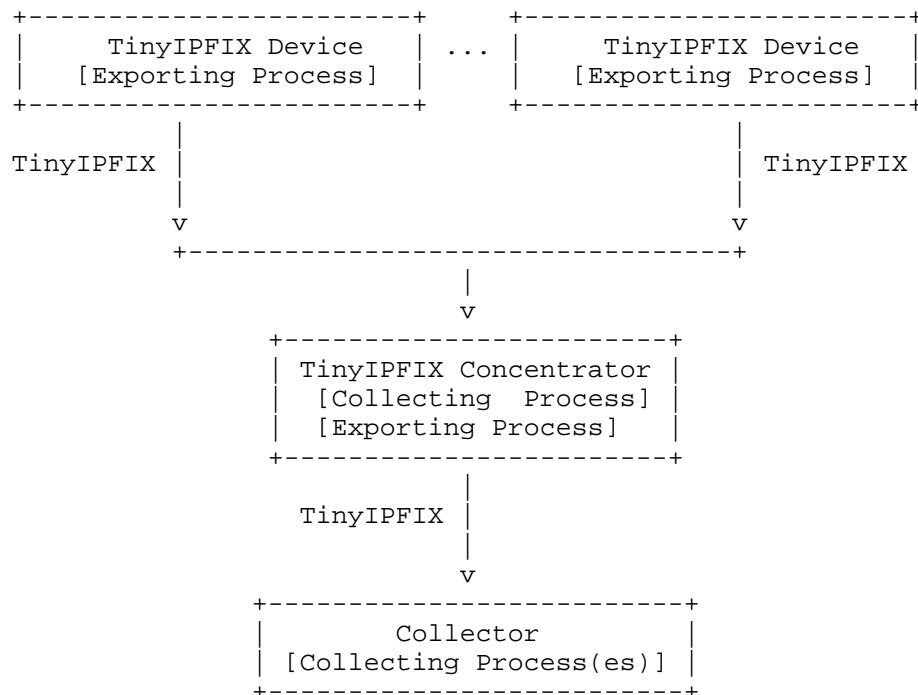 TinyIPFIX Device ... TinyIPFIX Device
[Exporting Process] [Exporting Process]
TinyIPFIX TinyIPFIX
v v
v
TinyIPFIX Concentrator
[Collecting Process]
[Exporting Process]
TinyIPFIX
v
Collector
[Collecting Process(es)]